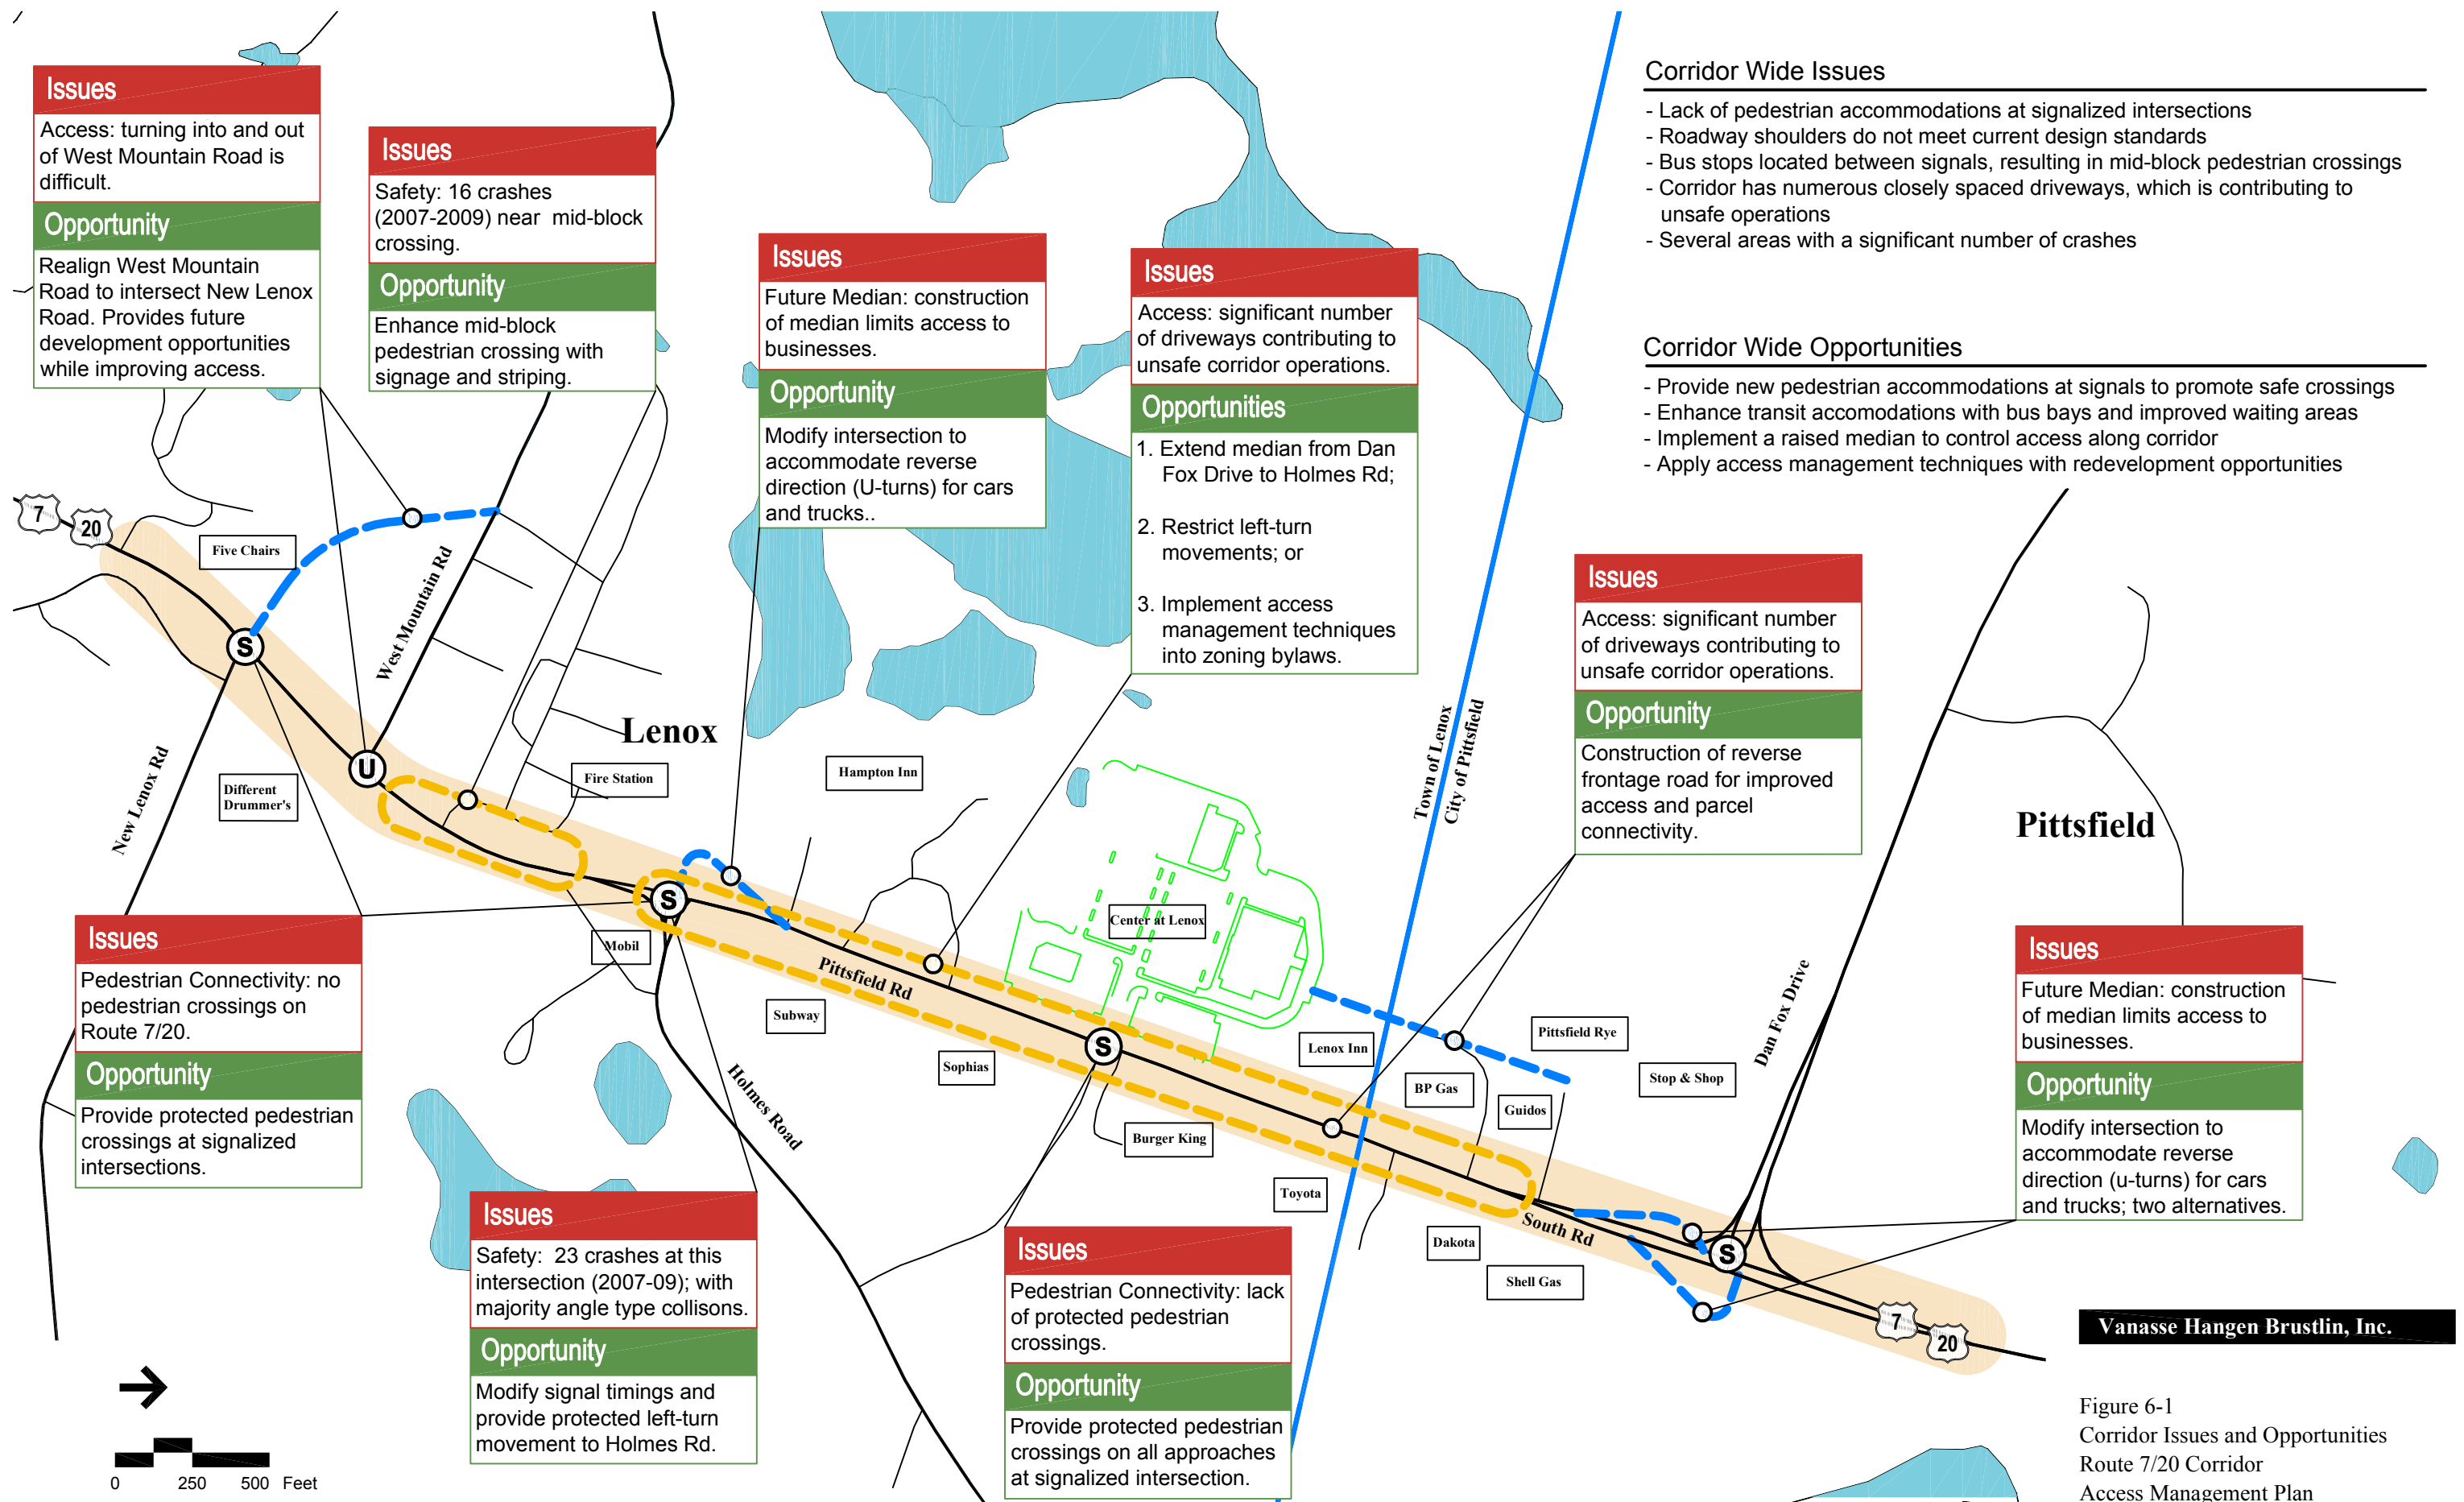 Issues
Access: turning into and out
of West Mountain Road is
difficult.
Opportunity
Realign West Mountain
Road to intersect New Lenox
Road. Provides future
development opportunities
while improving access.
Issues
Safety: 16 crashes
(2007-2009) near mid-block
crossing.
Opportunity
Enhance mid-block
pedestrian crossing with
signage and striping.
Issues
Future Median: construction
of median limits access to
businesses.
Opportunity
Modify intersection to
accommodate reverse
direction (U-turns) for cars
and trucks..
Issues
Access: significant number
of driveways contributing to
unsafe corridor operations.
Opportunities
1. Extend median from Dan
Fox Drive to Holmes Rd;
2. Restrict left-turn
movements; or
3. Implement access
management techniques
into zoning bylaws.
Corridor Wide Issues
- Lack of pedestrian accommodations at signalized intersections
- Roadway shoulders do not meet current design standards
- Bus stops located between signals, resulting in mid-block pedestrian crossings
- Corridor has numerous closely spaced driveways, which is contributing to
unsafe operations
- Several areas with a significant number of crashes
Corridor Wide Opportunities
- Provide new pedestrian accommodations at signals to promote safe crossings
- Enhance transit accomodations with bus bays and improved waiting areas
- Implement a raised median to control access along corridor
- Apply access management techniques with redevelopment opportunities
Issues
Access: significant number
of driveways contributing to
unsafe corridor operations.
Opportunity
Construction of reverse
frontage road for improved
access and parcel
connectivity.
7
20
Five Chairs
S
West Mountain Rd
U
New Lenox Rd
Different
Drummer's
Lenox
Fire Station
Hampton Inn
Town of Lenox
City of Pittsfield
Pittsfield
S
Mobil
Pittsfield Rd
Subway
Center at Lenox
Sophias
S
Holmes Road
Burger King
Lenox Inn
BP Gas
Guidos
Pittsfield Rye
Stop & Shop
Dan Fox Drive
Toyota
Dakota
Shell Gas
South Rd
S
7
20
Issues
Pedestrian Connectivity: no
pedestrian crossings on
Route 7/20.
Opportunity
Provide protected pedestrian
crossings at signalized
intersections.
Issues
Safety: 23 crashes at this
intersection (2007-09); with
majority angle type collisons.
Opportunity
Modify signal timings and
provide protected left-turn
movement to Holmes Rd.
Issues
Pedestrian Connectivity: lack
of protected pedestrian
crossings.
Opportunity
Provide protected pedestrian
crossings on all approaches
at signalized intersection.
Issues
Future Median: construction
of median limits access to
businesses.
Opportunity
Modify intersection to
accommodate reverse
direction (u-turns) for cars
and trucks; two alternatives.
0 250 500 Feet
Vanasse Hangen Brustlin, Inc.
Figure 6-1
Corridor Issues and Opportunities
Route 7/20 Corridor
Access Management Plan